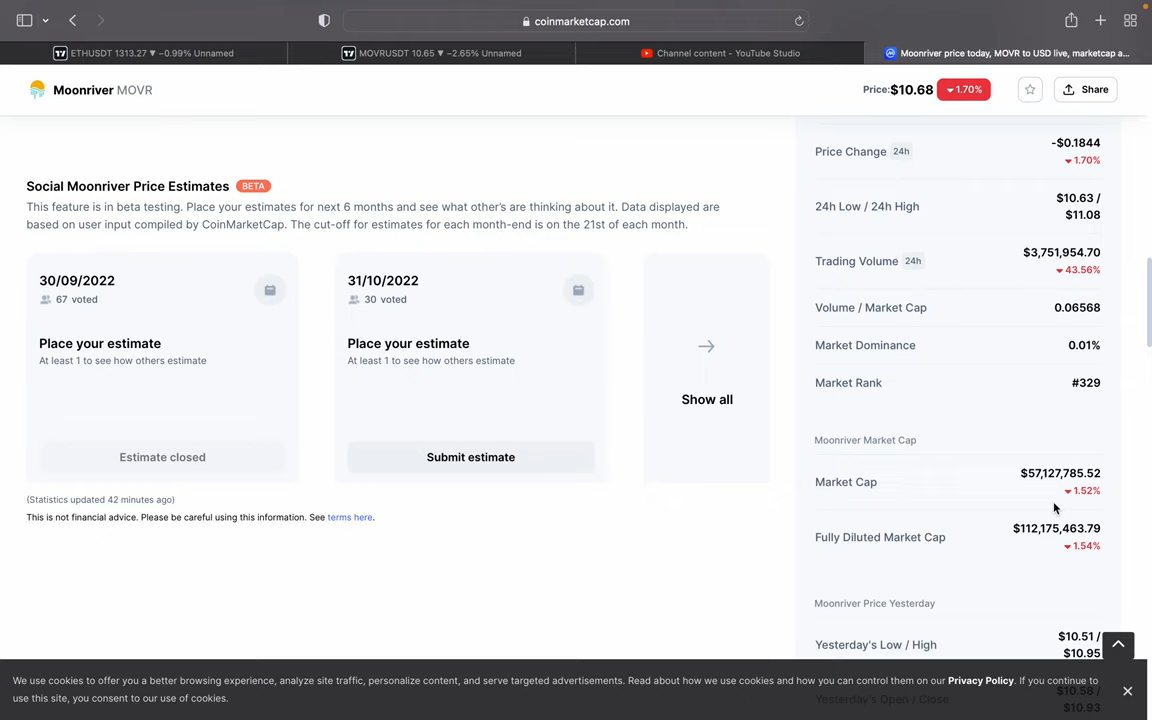 coinmarketcap.com
ETHUSDT 1313.27 ▼ −0.99% Unnamed
MOVRUSDT 10.65 ▼ −2.65% Unnamed
Channel content - YouTube Studio
Moonriver price today, MOVR to USD live, marketcap a...
Moonriver MOVR
Price:$10.68 ▼ 1.70%
Share
Price Change 24h
-$0.1844
▼ 1.70%
24h Low / 24h High
$10.63 /
$11.08
Trading Volume 24h
$3,751,954.70
▼ 43.56%
Volume / Market Cap
0.06568
Market Dominance
0.01%
Market Rank
#329
Moonriver Market Cap
Market Cap
$57,127,785.52
▼ 1.52%
Fully Diluted Market Cap
$112,175,463.79
▼ 1.54%
Moonriver Price Yesterday
Yesterday's Low / High
$10.51 /
$10.95
Yesterday's Open / Close
$10.58 /
$10.93
Social Moonriver Price Estimates BETA
This feature is in beta testing. Place your estimates for next 6 months and see what other's are thinking about it. Data displayed are
based on user input compiled by CoinMarketCap. The cut-off for estimates for each month-end is on the 21st of each month.
30/09/2022
67 voted
Place your estimate
At least 1 to see how others estimate
Estimate closed
31/10/2022
30 voted
Place your estimate
At least 1 to see how others estimate
Submit estimate
→
Show all
(Statistics updated 42 minutes ago)
This is not financial advice. Please be careful using this information. See terms here.
We use cookies to offer you a better browsing experience, analyze site traffic, personalize content, and serve targeted advertisements. Read about how we use cookies and how you can control them on our Privacy Policy. If you continue to
use this site, you consent to our use of cookies.